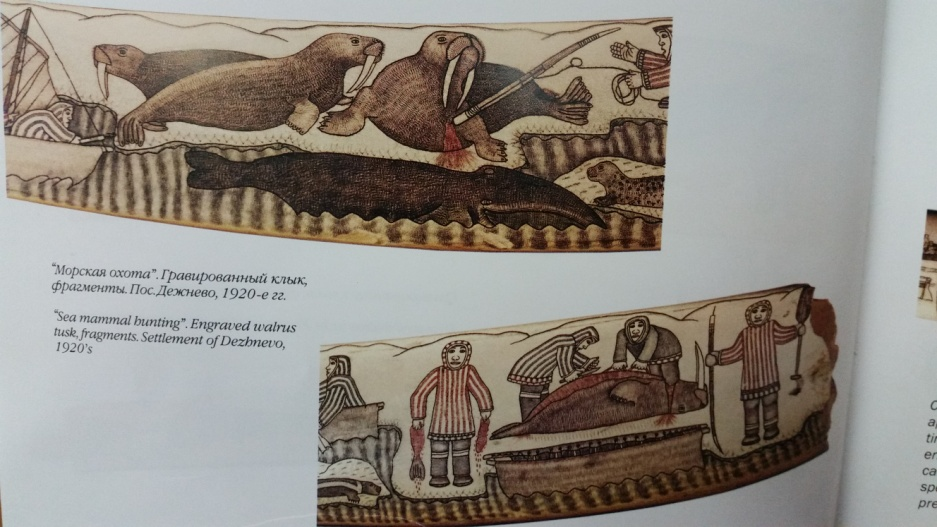 “Морская охота”. Гравированный клык,
фрагменты. Пос. Дежнево, 1920-е гг.
“Sea mammal hunting”. Engraved walrus
tusk, fragments. Settlement of Dezhnevo,
1920's